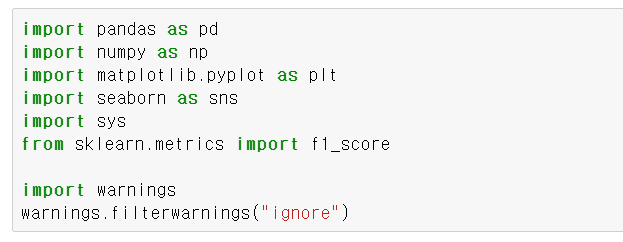 import pandas as pd
import numpy as np
import matplotlib.pyplot as plt
import seaborn as sns
import sys
from sklearn.metrics import f1_score
import warnings
warnings.filterwarnings("ignore")